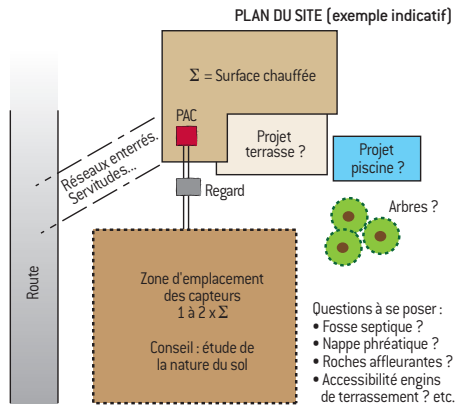 PLAN DU SITE (exemple indicatif)
Σ = Surface chauffée
PAC
Réseaux enterrés.
Servitudes...
Projet
terrasse ?
Projet
piscine ?
Regard
Arbres ?
Route
Zone d'emplacement
des capteurs
1 à 2 x Σ
Conseil : étude de
la nature du sol
Questions à se poser :
• Fosse septique ?
• Nappe phréatique ?
• Roches affleurantes ?
• Accessibilité engins
de terrassement ? etc.